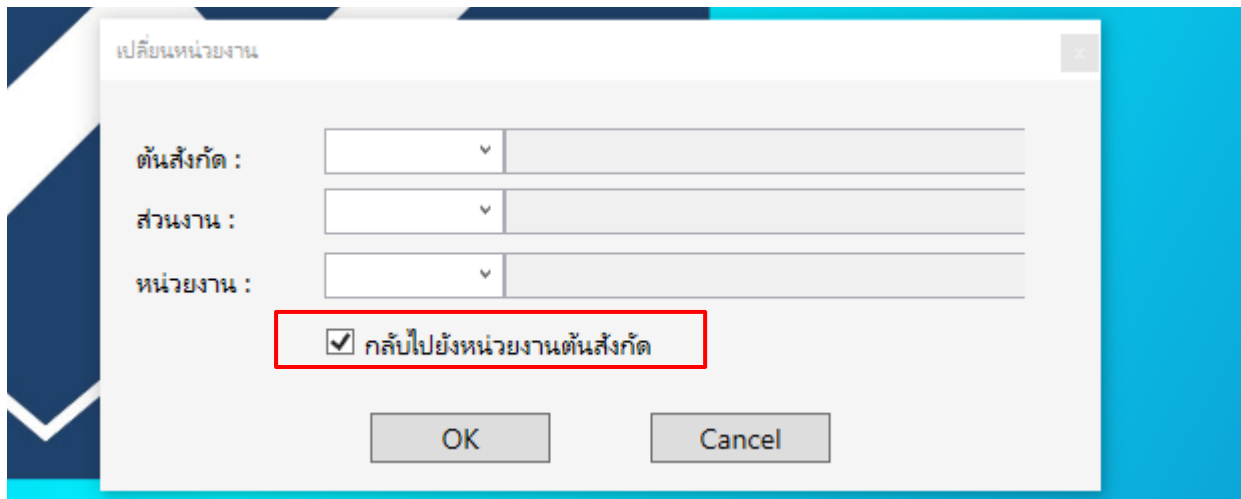 เปลี่ยนหน่วยงาน
x
ต้นสังกัด :
ส่วนงาน :
หน่วยงาน :
กลับไปยังหน่วยงานต้นสังกัด
OK Cancel